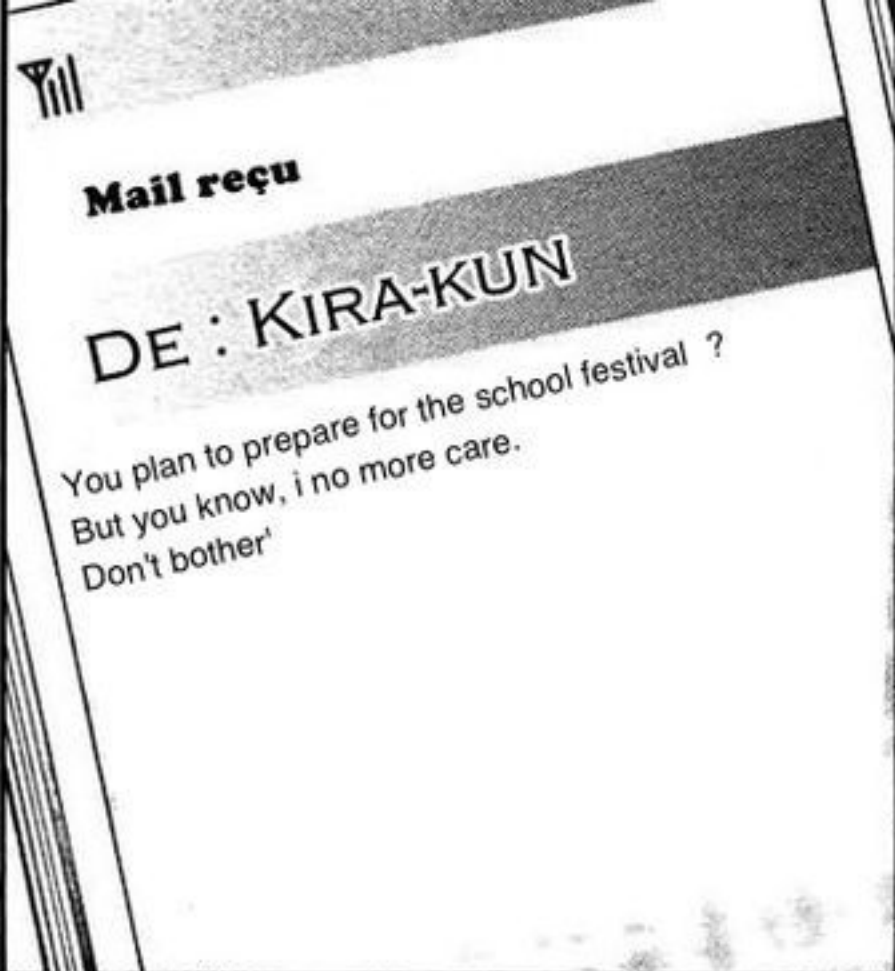 Mail reçu
DE : KIRA-KUN
You plan to prepare for the school festival ?
But you know, i no more care.
Don't bother'